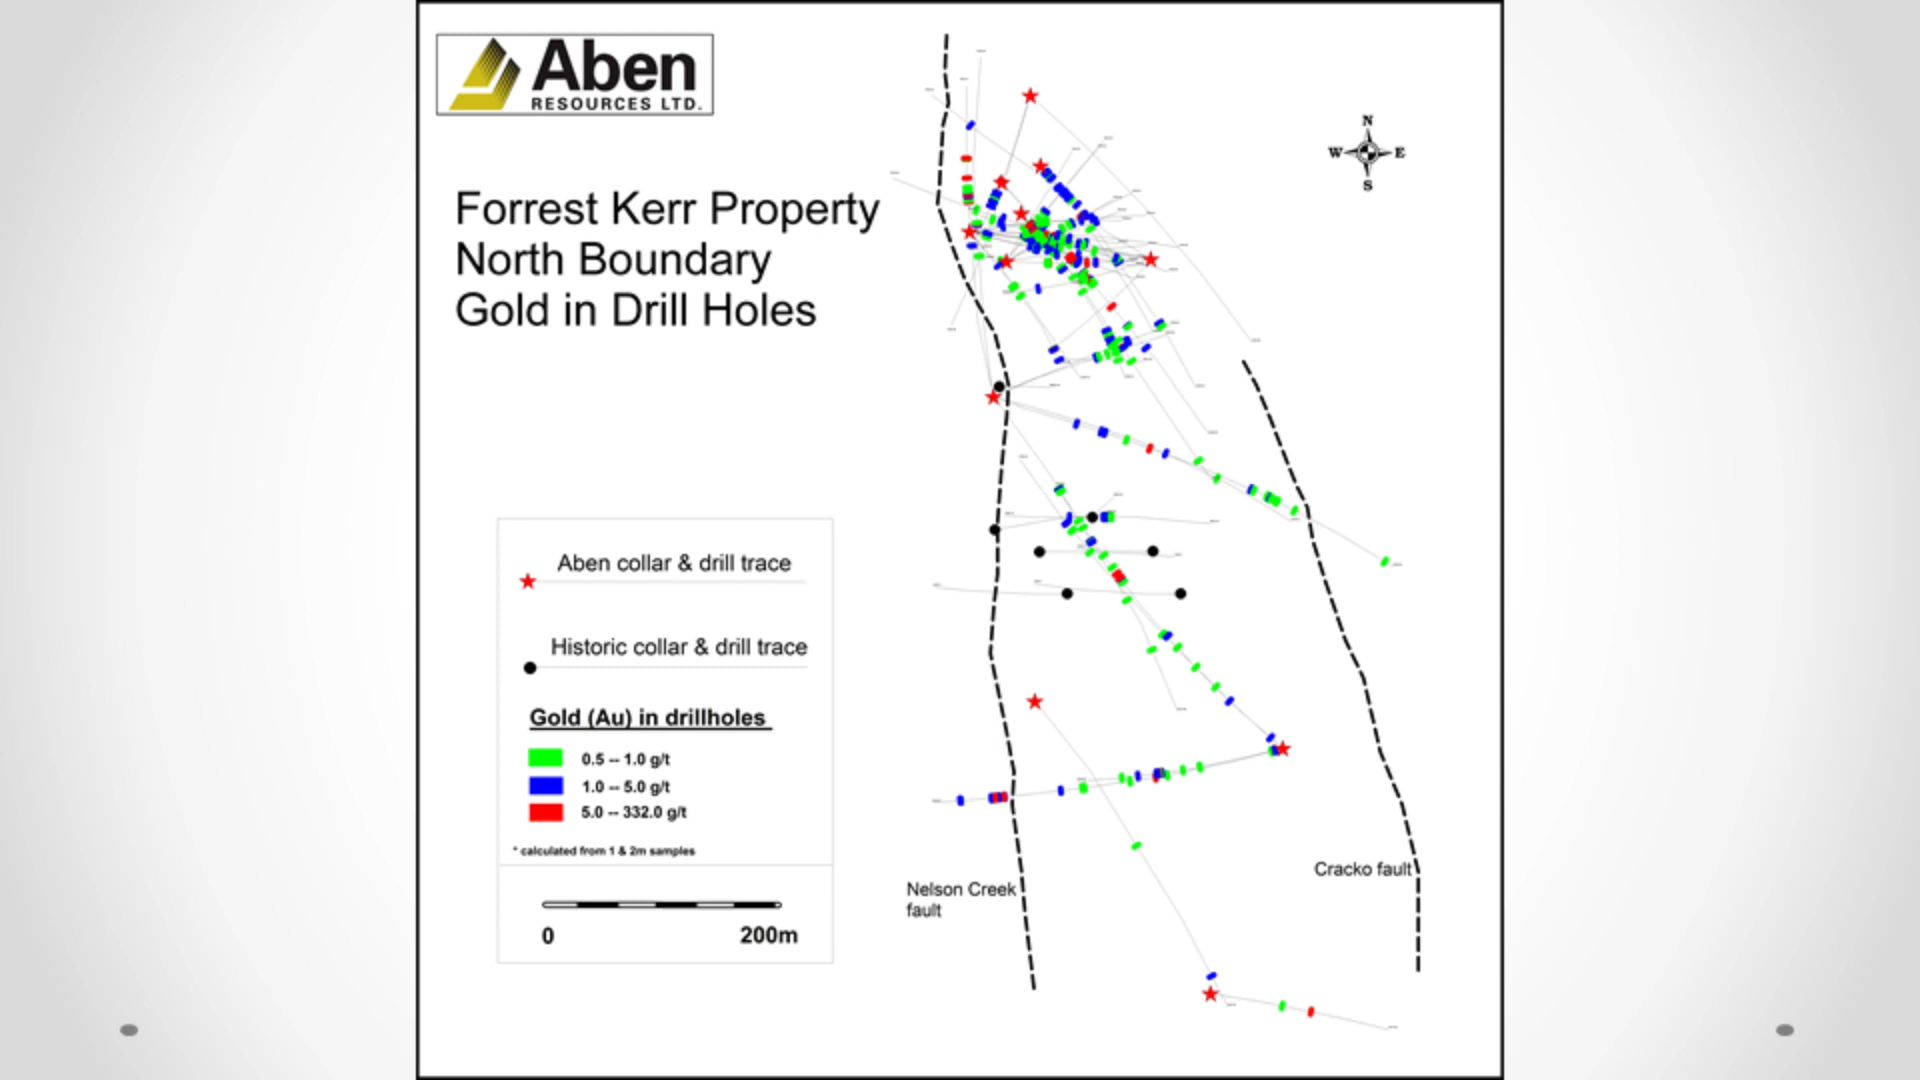 Aben
RESOURCES LTD.
Forrest Kerr Property
North Boundary
Gold in Drill Holes
N
W E
S
Aben collar & drill trace
Historic collar & drill trace
Gold (Au) in drillholes
0.5 -- 1.0 g/t
1.0 -- 5.0 g/t
5.0 -- 332.0 g/t
* calculated from 1 & 2m samples
0 200m
Nelson Creek
fault
Cracko fault